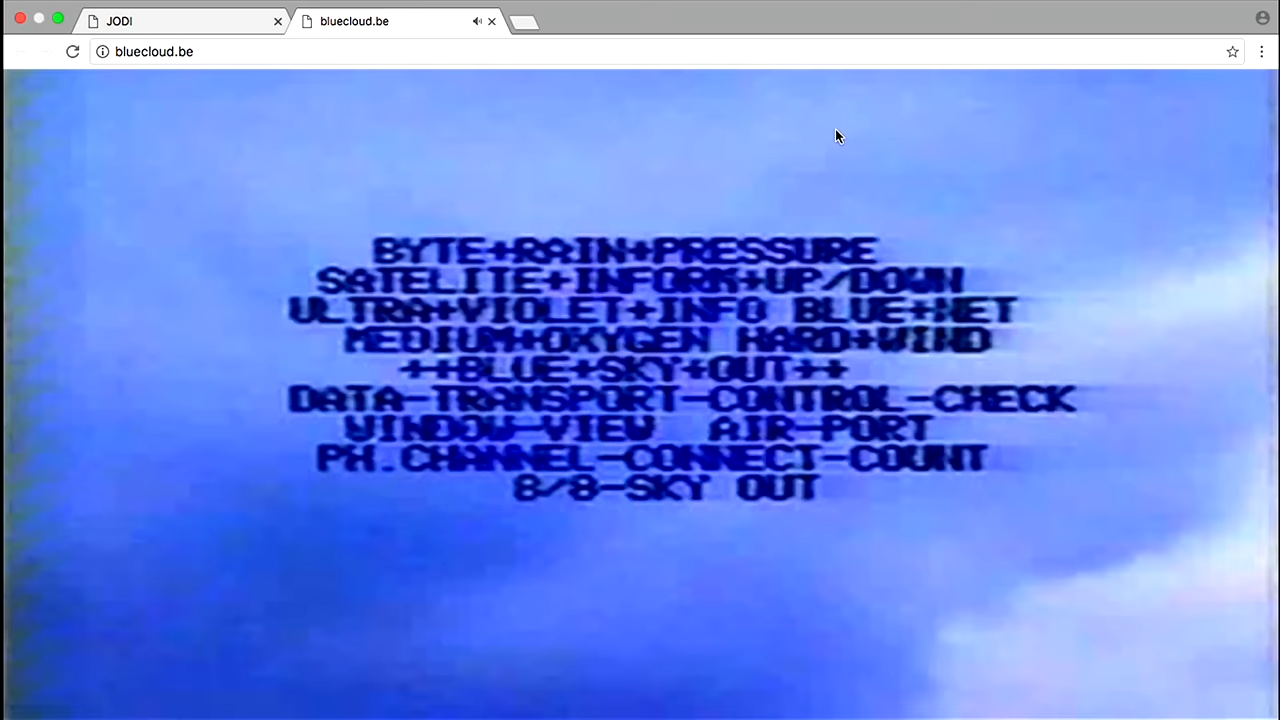 JODI
bluecloud.be
bluecloud.be
BYTE+RAIN+PRESSURE
SATELITE+INFORM+UP/DOWN
ULTRA+VIOLET+INFO BLUE+NET
MEDIUM+OXYGEN HARD+WIND
++BLUE+SKY+OUT++
DATA-TRANSPORT-CONTROL-CHECK
WINDOW-VIEW AIR-PORT
PH.CHANNEL-CONNECT-COUNT
8/8-SKY OUT